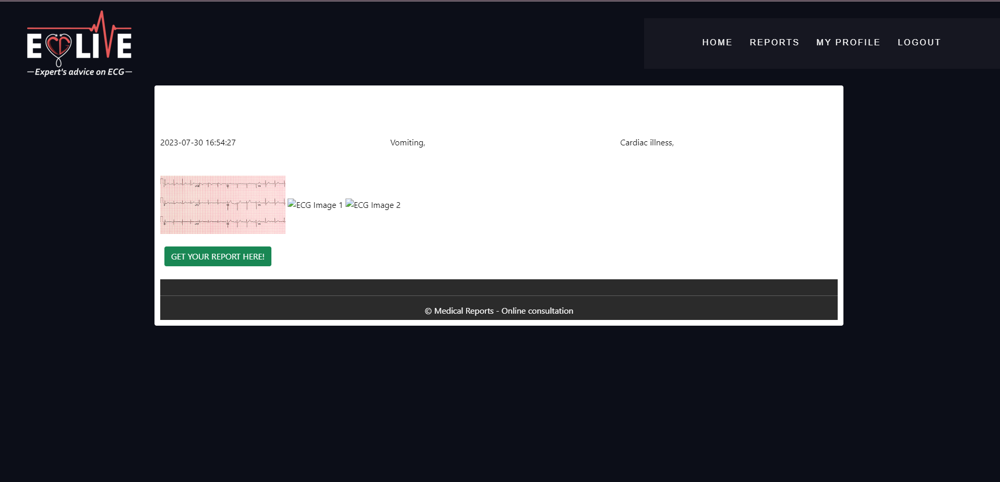 E LIVE
—Expert's advice on ECG—
HOME REPORTS MY PROFILE LOGOUT
2023-07-30 16:54:27 Vomiting, Cardiac illness,
ECG Image 1 ECG Image 2
GET YOUR REPORT HERE!
© Medical Reports - Online consultation